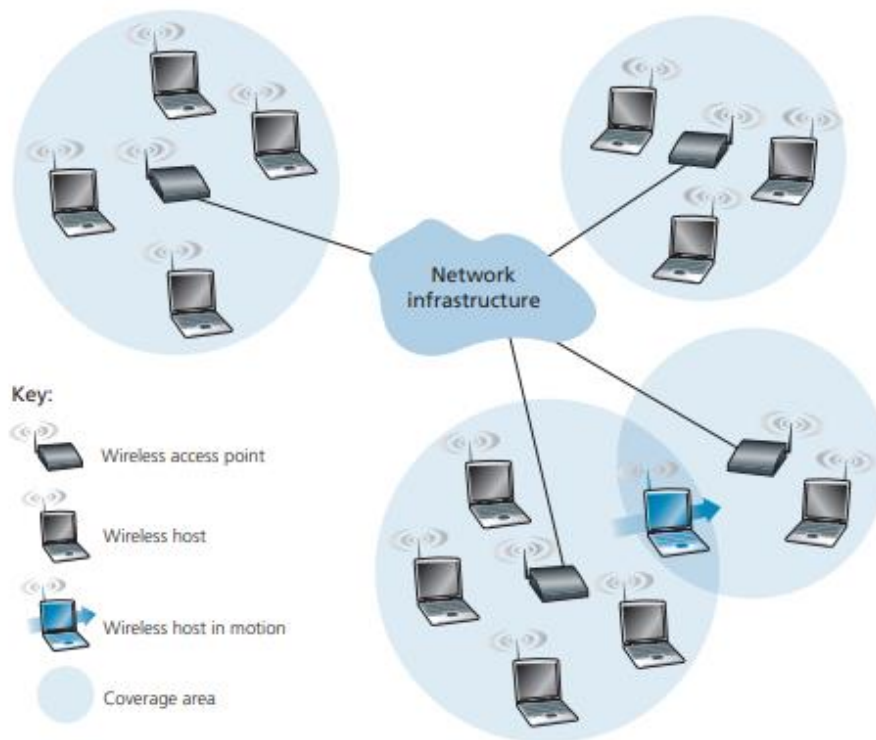 Network
infrastructure
Key:
Wireless access point
Wireless host
Wireless host in motion
Coverage area